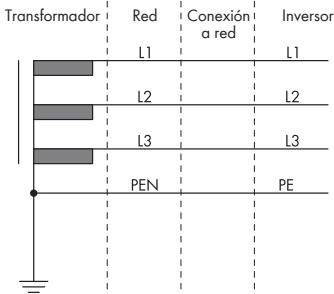 Transformador Red Conexión a red Inversor
L1 L1
L2 L2
L3 L3
PEN PE